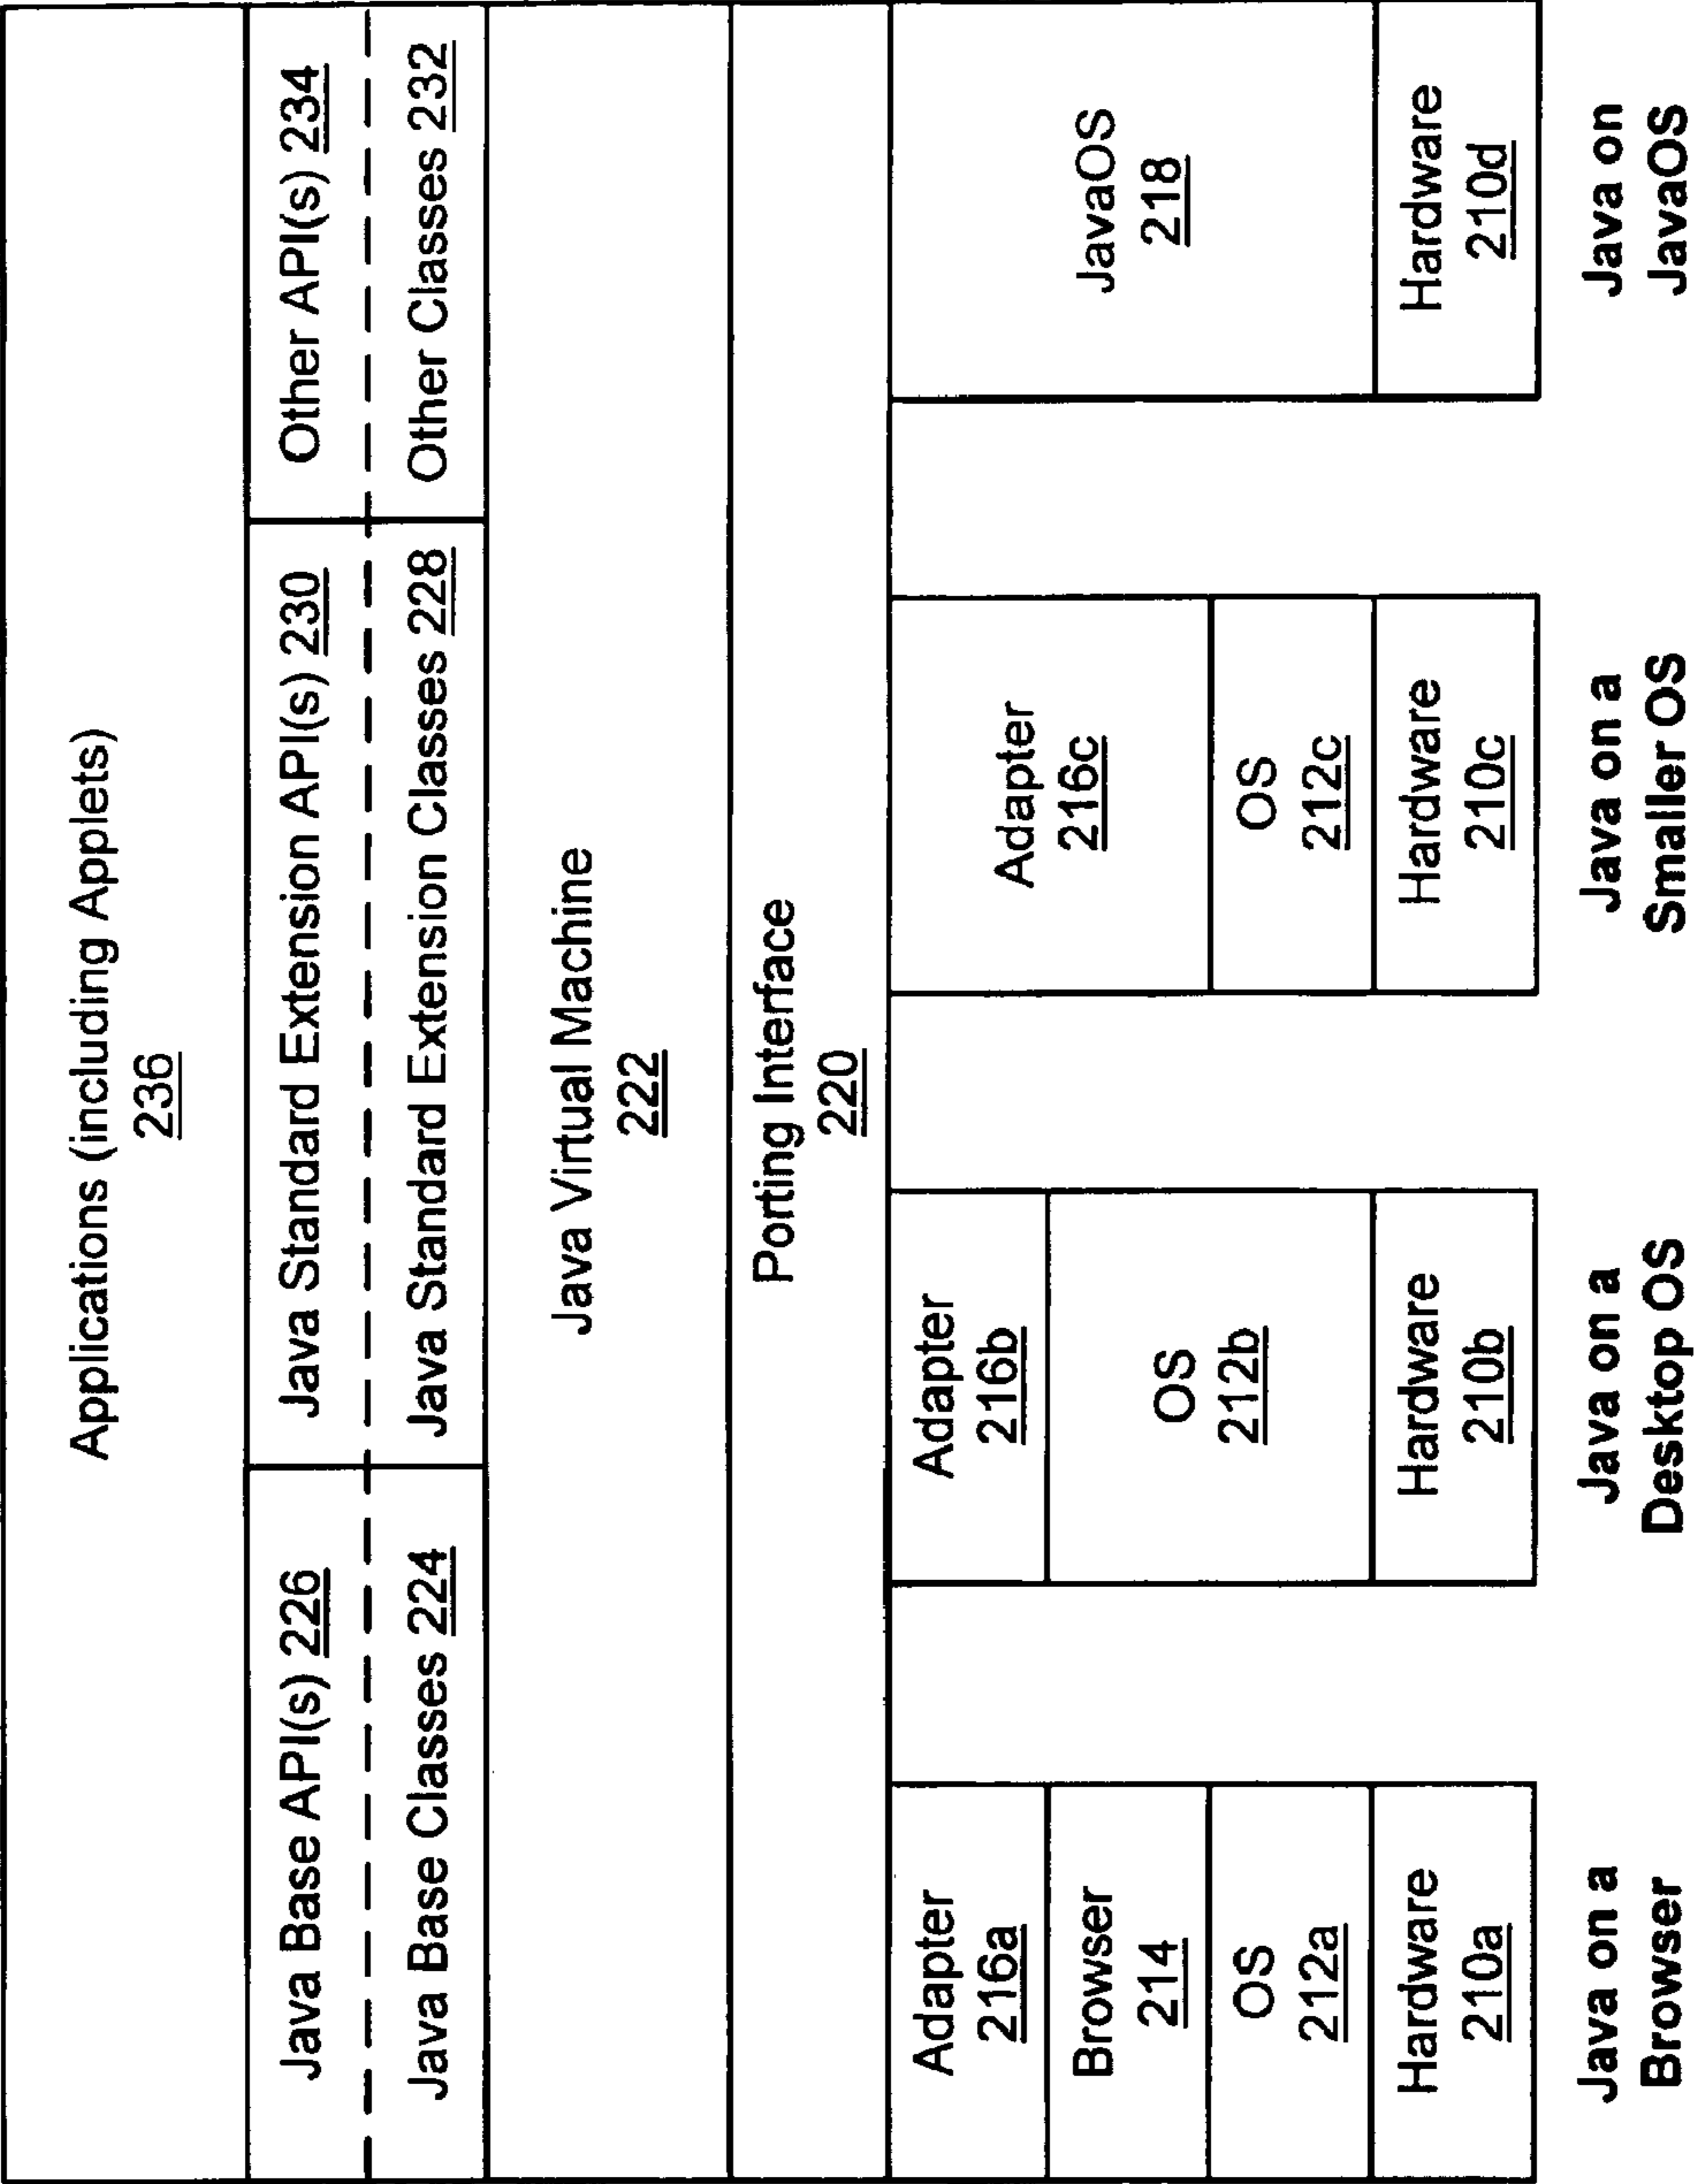 Applications (including Applets)
236
Java Base API(s) 226
Java Standard Extension API(s) 230
Other API(s) 234
Java Base Classes 224
Java Standard Extension Classes 228
Other Classes 232
Java Virtual Machine
222
Porting Interface
220
Adapter
216a
Browser
214
OS
212a
Hardware
210a
Java on a
Browser
Adapter
216b
OS
212b
Hardware
210b
Java on a
Desktop OS
Adapter
216c
OS
212c
Hardware
210c
Java on a
Smaller OS
JavaOS
218
Hardware
210d
Java on
JavaOS